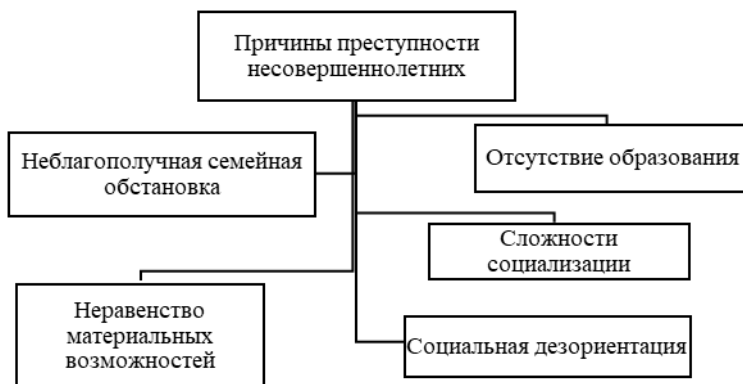 Причины преступности
несовершеннолетних
Неблагополучная семейная
обстановка
Отсутствие образования
Сложности
социализации
Неравенство
материальных
возможностей
Социальная дезориентация